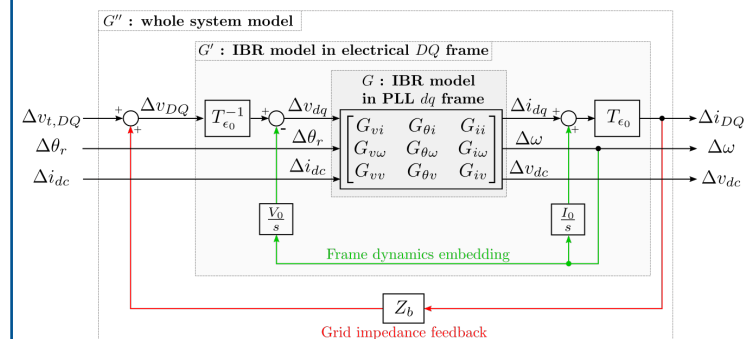 G'' : whole system model
G' : IBR model in electrical DQ frame
G : IBR model
in PLL dq frame
Δv_{t,DQ} + + Δv_{DQ} T_{ϵ_0}^{-1} + - Δv_{dq} Δi_{dq} + + T_{ϵ_0} Δi_{DQ}
G_{vi} G_{θi} G_{ii}
Δθ_r Δθ_r G_{vω} G_{θω} G_{iω} Δω Δω
Δi_{dc} Δi_{dc} G_{vv} G_{θv} G_{iv} Δv_{dc} Δv_{dc}
V_0/s I_0/s
Frame dynamics embedding
Z_b
Grid impedance feedback